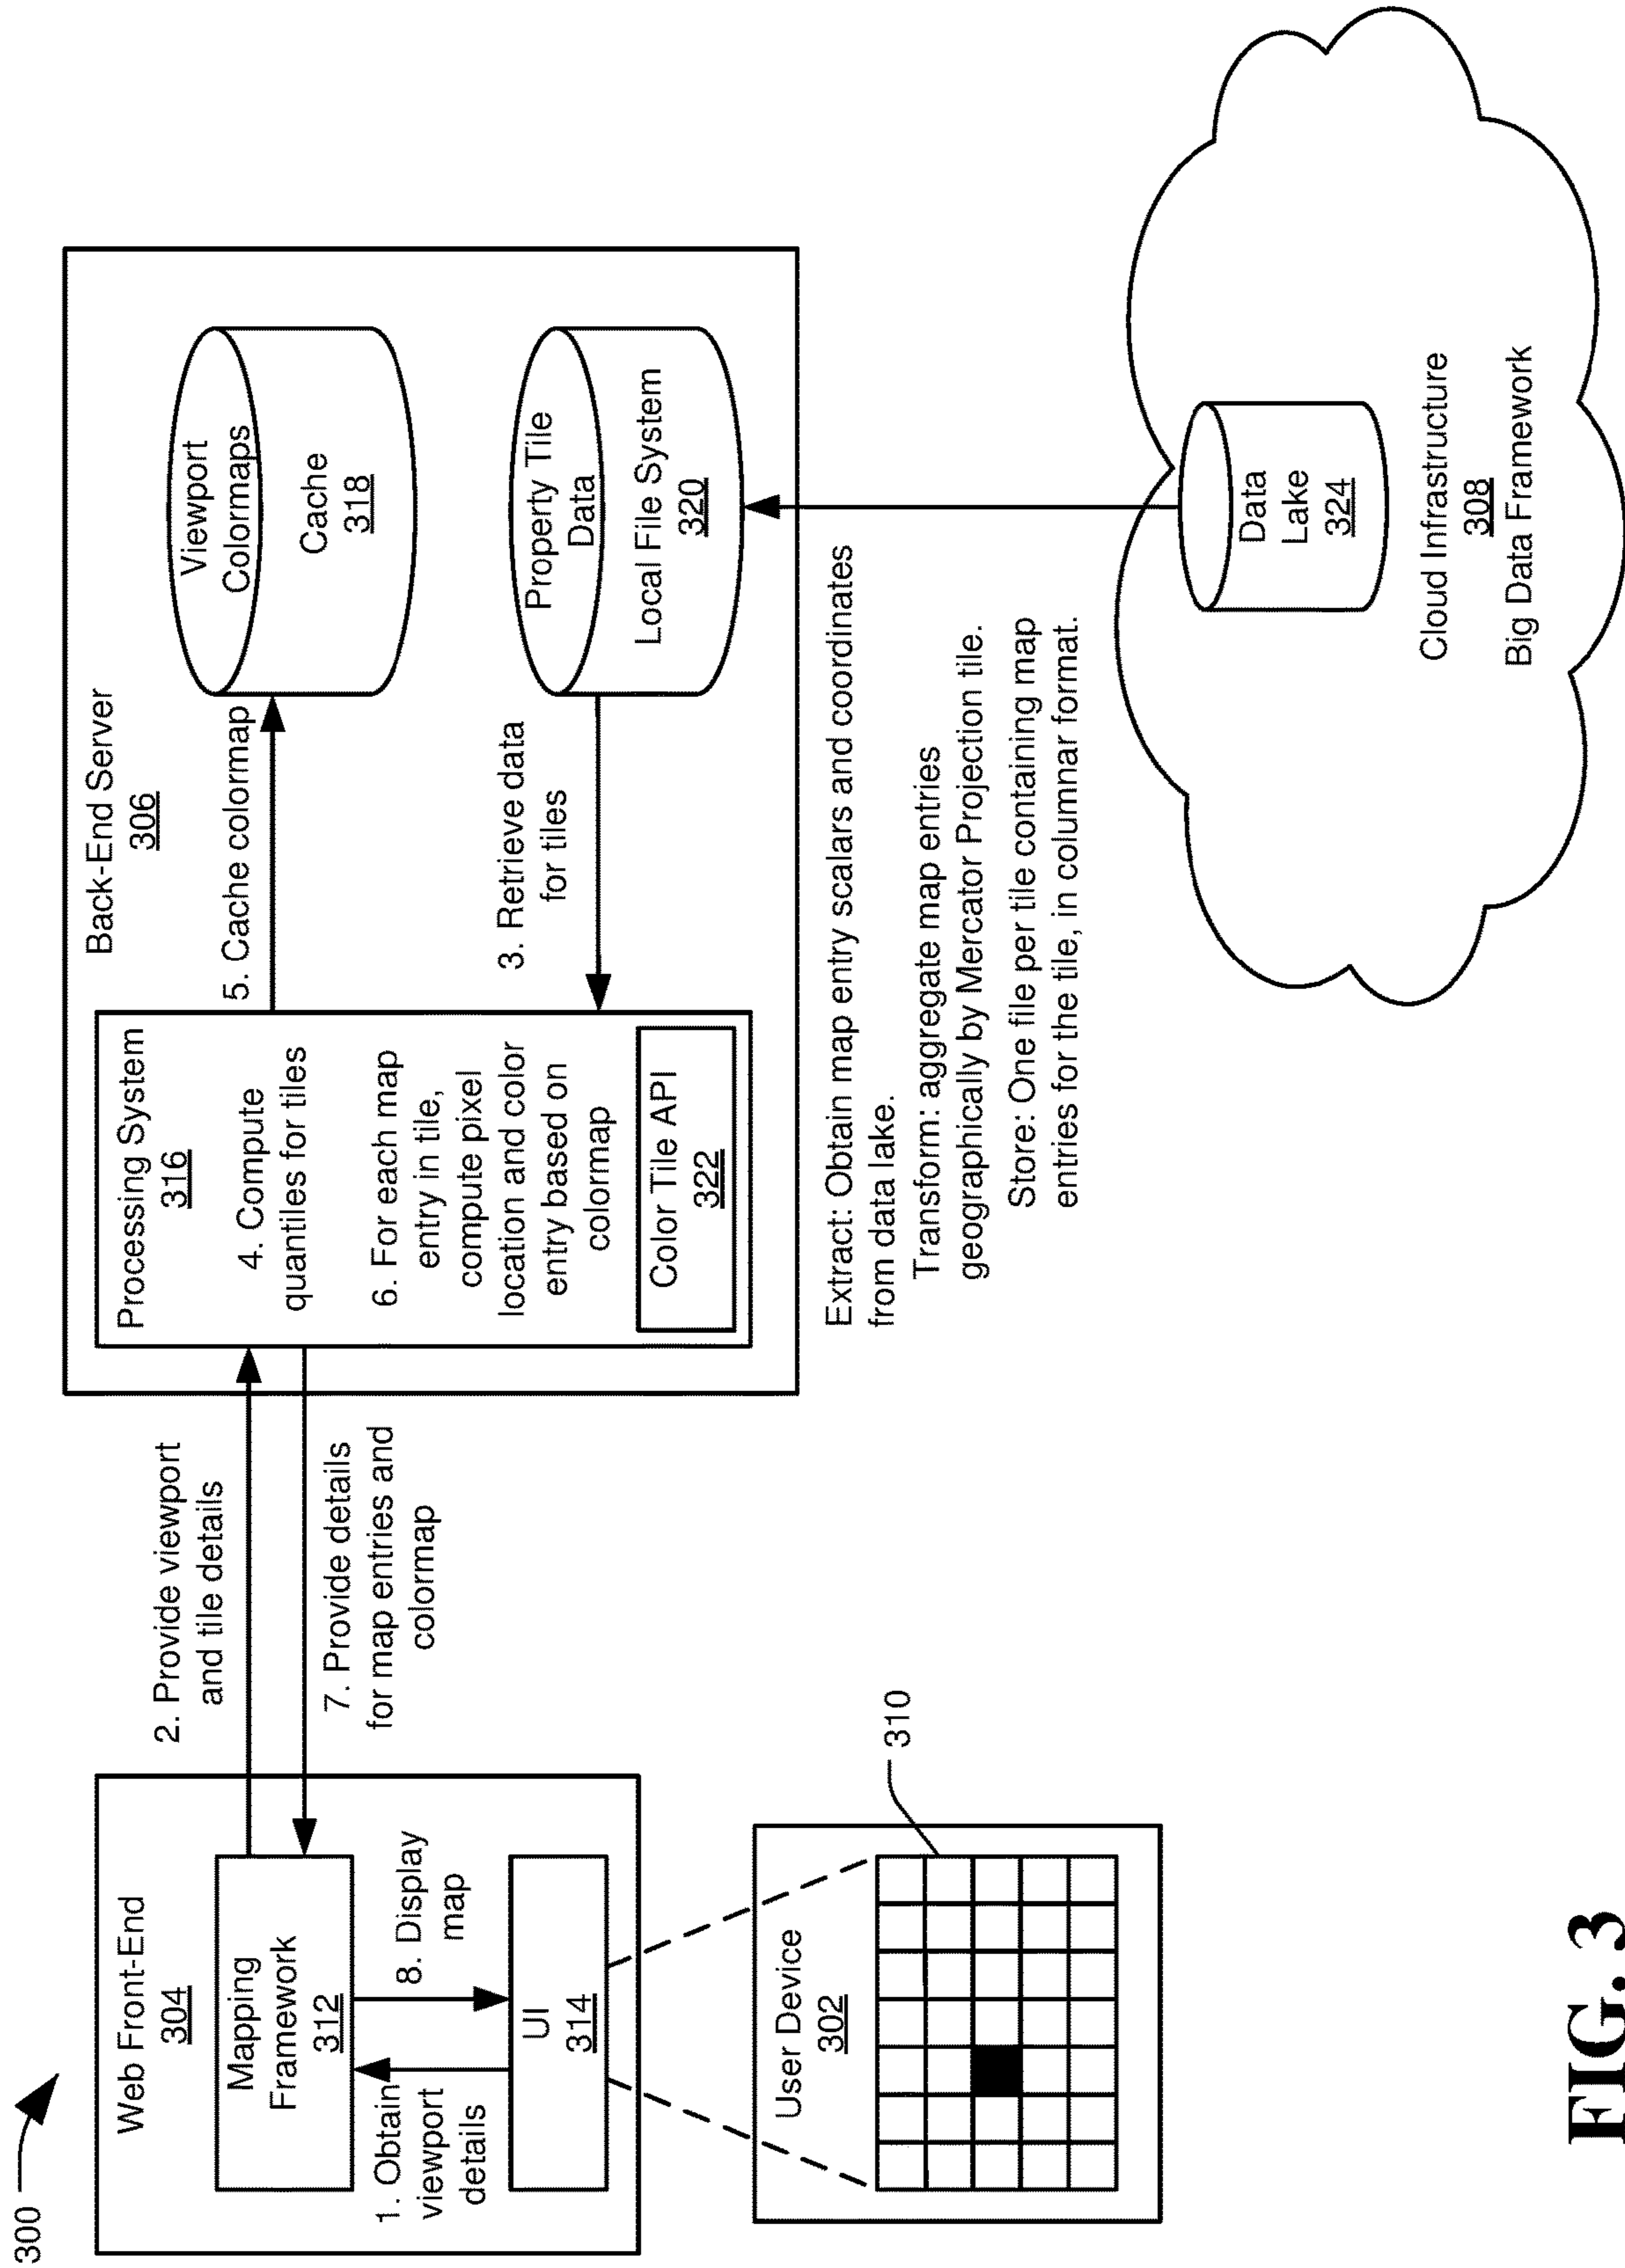 300
Web Front-End
304
Mapping
Framework
312
1. Obtain
viewport
details
8. Display
map
UI
314
User Device
302
310
2. Provide viewport
and tile details
7. Provide details
for map entries and
colormap
Back-End Server
306
Processing System
316
4. Compute
quantiles for tiles
6. For each map
entry in tile,
compute pixel
location and color
entry based on
colormap
Color Tile API
322
5. Cache colormap
3. Retrieve data
for tiles
Viewport
Colormaps
Cache
318
Property Tile
Data
Local File System
320
Extract: Obtain map entry scalars and coordinates
from data lake.
Transform: aggregate map entries
geographically by Mercator Projection tile.
Store: One file per tile containing map
entries for the tile, in columnar format.
Data
Lake
324
Cloud Infrastructure
308
Big Data Framework
FIG. 3